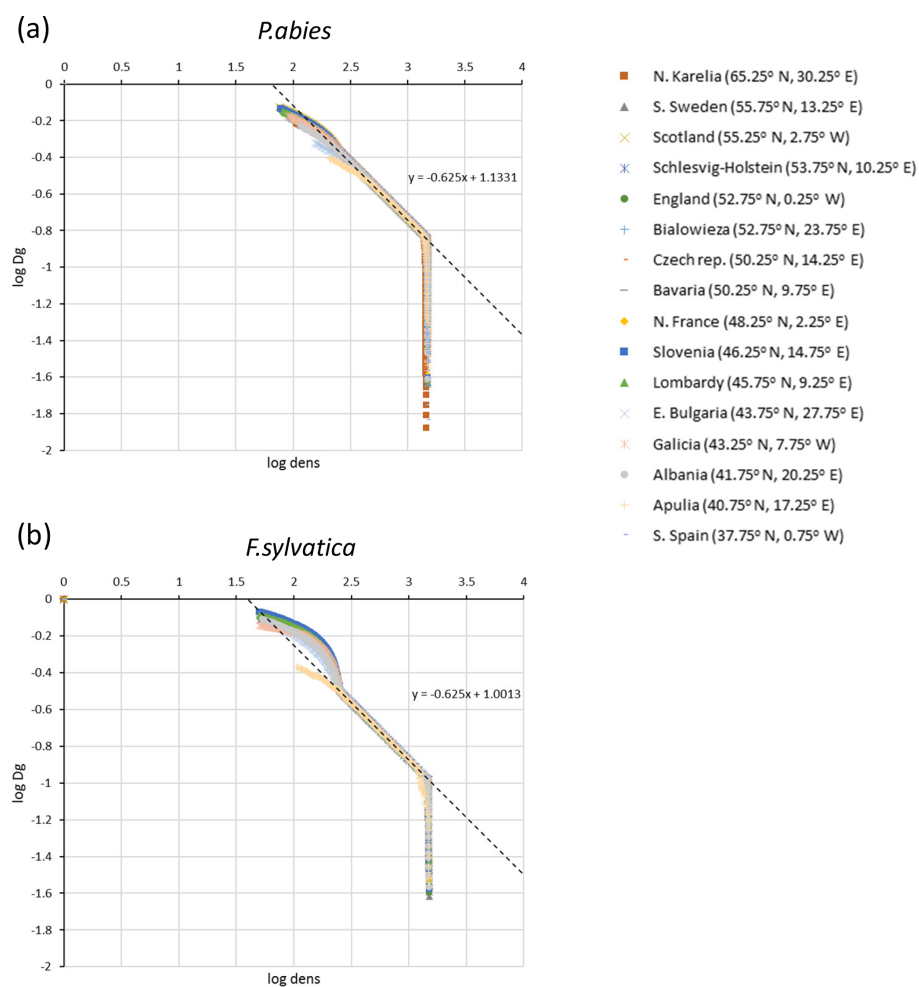 (a)
P.abies
0 0.5 1 1.5 2 2.5 3 3.5 4
0
-0.2
-0.4
-0.6
-0.8
-1
-1.2
-1.4
-1.6
-1.8
-2
log Dg
y = -0.625x + 1.1331
log dens
N. Karelia (65.25° N, 30.25° E)
S. Sweden (55.75° N, 13.25° E)
Scotland (55.25° N, 2.75° W)
Schlesvig-Holstein (53.75° N, 10.25° E)
England (52.75° N, 0.25° W)
Bialowieza (52.75° N, 23.75° E)
Czech rep. (50.25° N, 14.25° E)
Bavaria (50.25° N, 9.75° E)
N. France (48.25° N, 2.25° E)
Slovenia (46.25° N, 14.75° E)
Lombardy (45.75° N, 9.25° E)
E. Bulgaria (43.75° N, 27.75° E)
Galicia (43.25° N, 7.75° W)
Albania (41.75° N, 20.25° E)
Apulia (40.75° N, 17.25° E)
S. Spain (37.75° N, 0.75° W)
(b)
F.sylvatica
0 0.5 1 1.5 2 2.5 3 3.5 4
0
-0.2
-0.4
-0.6
-0.8
-1
-1.2
-1.4
-1.6
-1.8
-2
log Dg
y = -0.625x + 1.0013
log dens